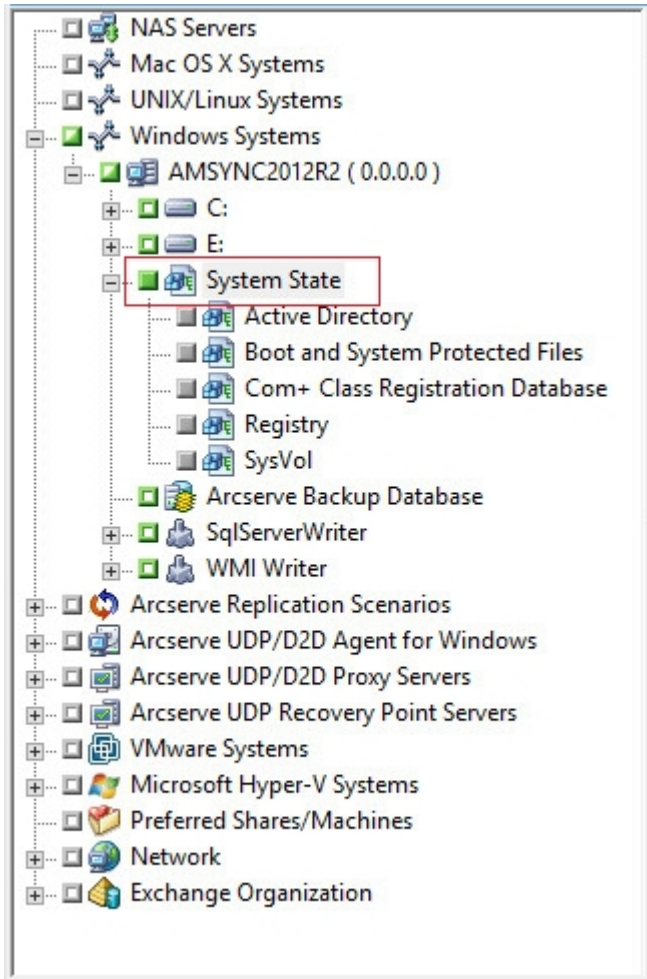 NAS Servers
Mac OS X Systems
UNIX/Linux Systems
Windows Systems
AMSYNC2012R2 ( 0.0.0.0 )
C:
E:
System State
Active Directory
Boot and System Protected Files
Com+ Class Registration Database
Registry
SysVol
Arcserve Backup Database
SqlServerWriter
WMI Writer
Arcserve Replication Scenarios
Arcserve UDP/D2D Agent for Windows
Arcserve UDP/D2D Proxy Servers
Arcserve UDP Recovery Point Servers
VMware Systems
Microsoft Hyper-V Systems
Preferred Shares/Machines
Network
Exchange Organization